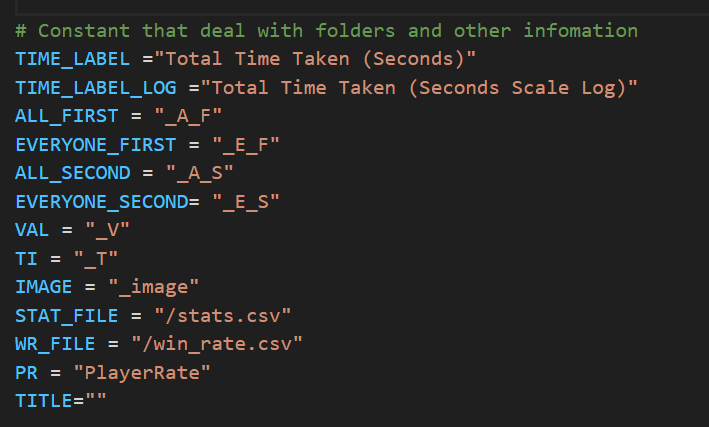 # Constant that deal with folders and other infomation
TIME_LABEL ="Total Time Taken (Seconds)"
TIME_LABEL_LOG ="Total Time Taken (Seconds Scale Log)"
ALL_FIRST = "_A_F"
EVERYONE_FIRST = "_E_F"
ALL_SECOND = "_A_S"
EVERYONE_SECOND= "_E_S"
VAL = "_V"
TI = "_T"
IMAGE = "_image"
STAT_FILE = "/stats.csv"
WR_FILE = "/win_rate.csv"
PR = "PlayerRate"
TITLE=""